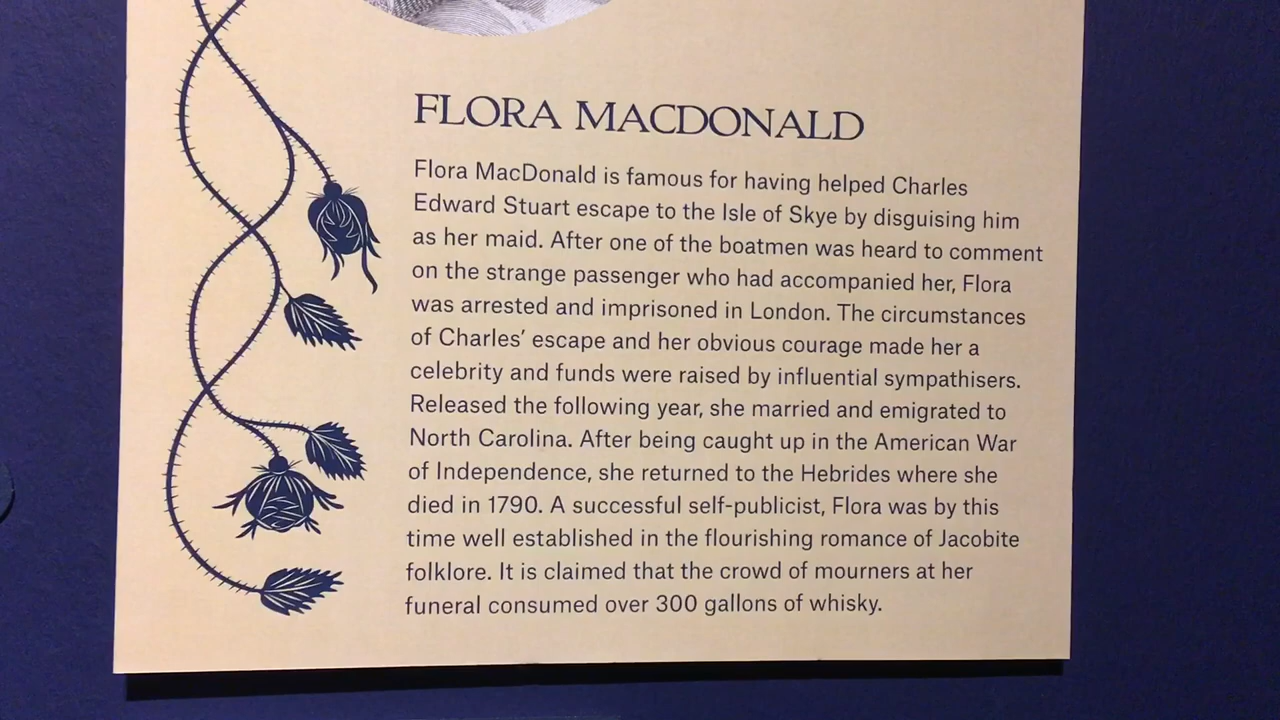 FLORA MACDONALD
Flora MacDonald is famous for having helped Charles
Edward Stuart escape to the Isle of Skye by disguising him
as her maid. After one of the boatmen was heard to comment
on the strange passenger who had accompanied her, Flora
was arrested and imprisoned in London. The circumstances
of Charles’ escape and her obvious courage made her a
celebrity and funds were raised by influential sympathisers.
Released the following year, she married and emigrated to
North Carolina. After being caught up in the American War
of Independence, she returned to the Hebrides where she
died in 1790. A successful self-publicist, Flora was by this
time well established in the flourishing romance of Jacobite
folklore. It is claimed that the crowd of mourners at her
funeral consumed over 300 gallons of whisky.